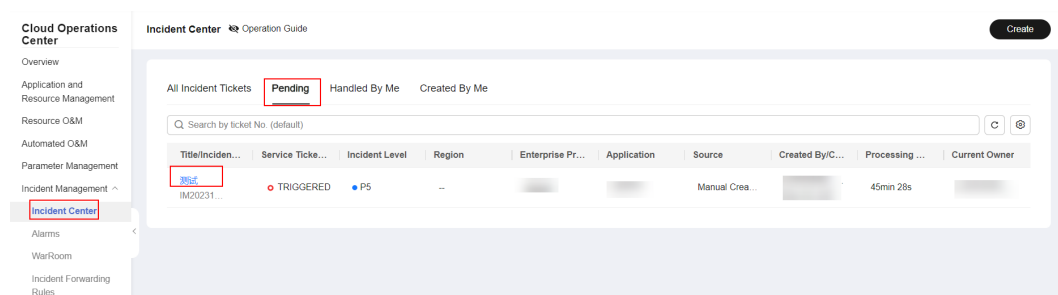 Cloud Operations
Center
Incident Center Operation Guide
Create
Overview
Application and
Resource Management
Resource O&M
Automated O&M
Parameter Management
Incident Management
Incident Center
Alarms
WarRoom
Incident Forwarding
Rules
All Incident Tickets Pending Handled By Me Created By Me
Search by ticket No. (default)
Title/Inciden... Service Ticke... Incident Level Region Enterprise Pr... Application Source Created By/C... Processing ... Current Owner
测试 TRIGGERED P5 -- Manual Crea... 45min 28s
IM20231...